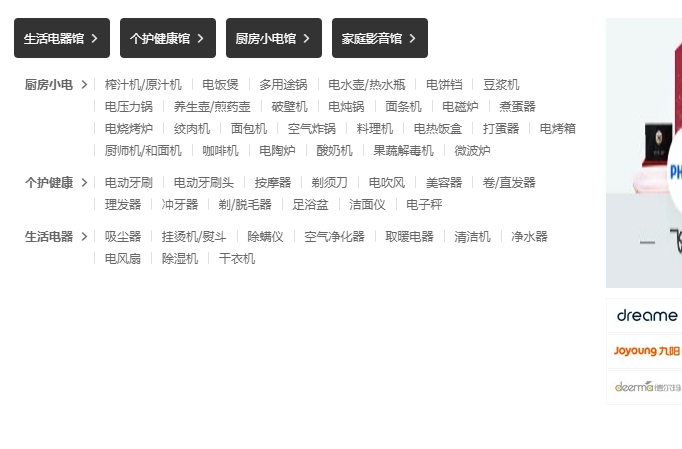 生活电器馆 个护健康馆 厨房小电馆 家庭影音馆
厨房小电 榨汁机/原汁机 电饭煲 多用途锅 电水壶/热水瓶 电饼铛 豆浆机
电压力锅 养生壶/煎药壶 破壁机 电炖锅 面条机 电磁炉 煮蛋器
电烧烤炉 绞肉机 面包机 空气炸锅 料理机 电热饭盒 打蛋器 电烤箱
厨师机/和面机 咖啡机 电陶炉 酸奶机 果蔬解毒机 微波炉
个护健康 电动牙刷 电动牙刷头 按摩器 剃须刀 电吹风 美容器 卷/直发器
理发器 冲牙器 剃/脱毛器 足浴盆 洁面仪 电子秤
生活电器 吸尘器 挂烫机/熨斗 除螨仪 空气净化器 取暖电器 清洁机 净水器
电风扇 除湿机 干衣机
PH
dreame
Joyoung 九阳
deerma 德尔玛